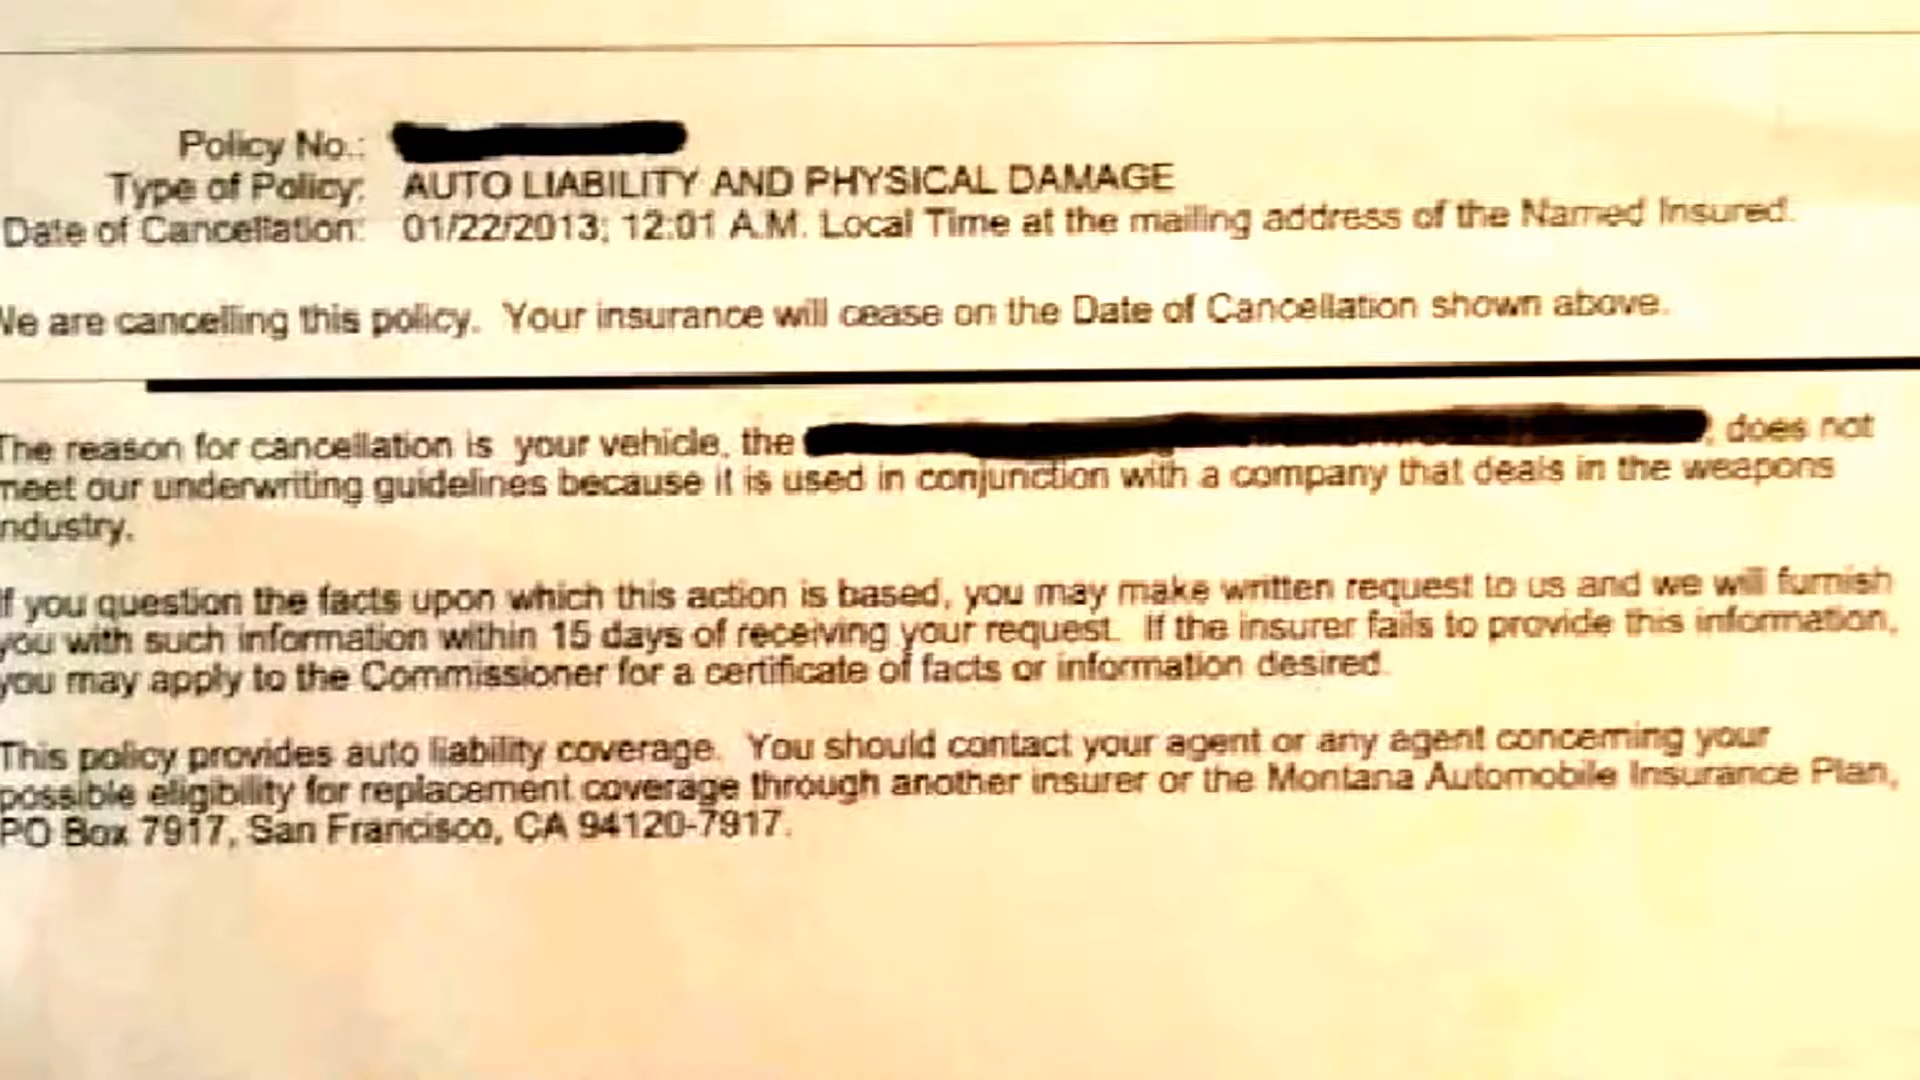 Policy No.:
Type of Policy: AUTO LIABILITY AND PHYSICAL DAMAGE
Date of Cancellation: 01/22/2013; 12:01 A.M. Local Time at the mailing address of the Named Insured.
We are cancelling this policy. Your insurance will cease on the Date of Cancellation shown above.
The reason for cancellation is your vehicle, the , does not
meet our underwriting guidelines because it is used in conjunction with a company that deals in the weapons
industry.
If you question the facts upon which this action is based, you may make written request to us and we will furnish
you with such information within 15 days of receiving your request. If the insurer fails to provide this information,
you may apply to the Commissioner for a certificate of facts or information desired.
This policy provides auto liability coverage. You should contact your agent or any agent concerning your
possible eligibility for replacement coverage through another insurer or the Montana Automobile Insurance Plan,
PO Box 7917, San Francisco, CA 94120-7917.